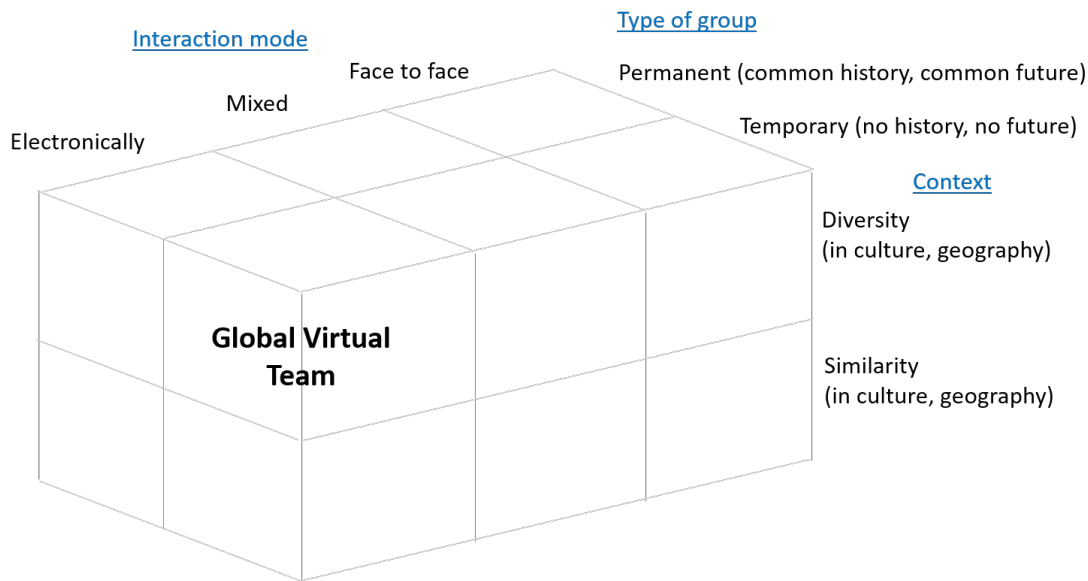 Interaction mode
Type of group
Face to face
Permanent (common history, common future)
Mixed
Temporary (no history, no future)
Electronically
Context
Diversity
(in culture, geography)
Global Virtual
Team
Similarity
(in culture, geography)